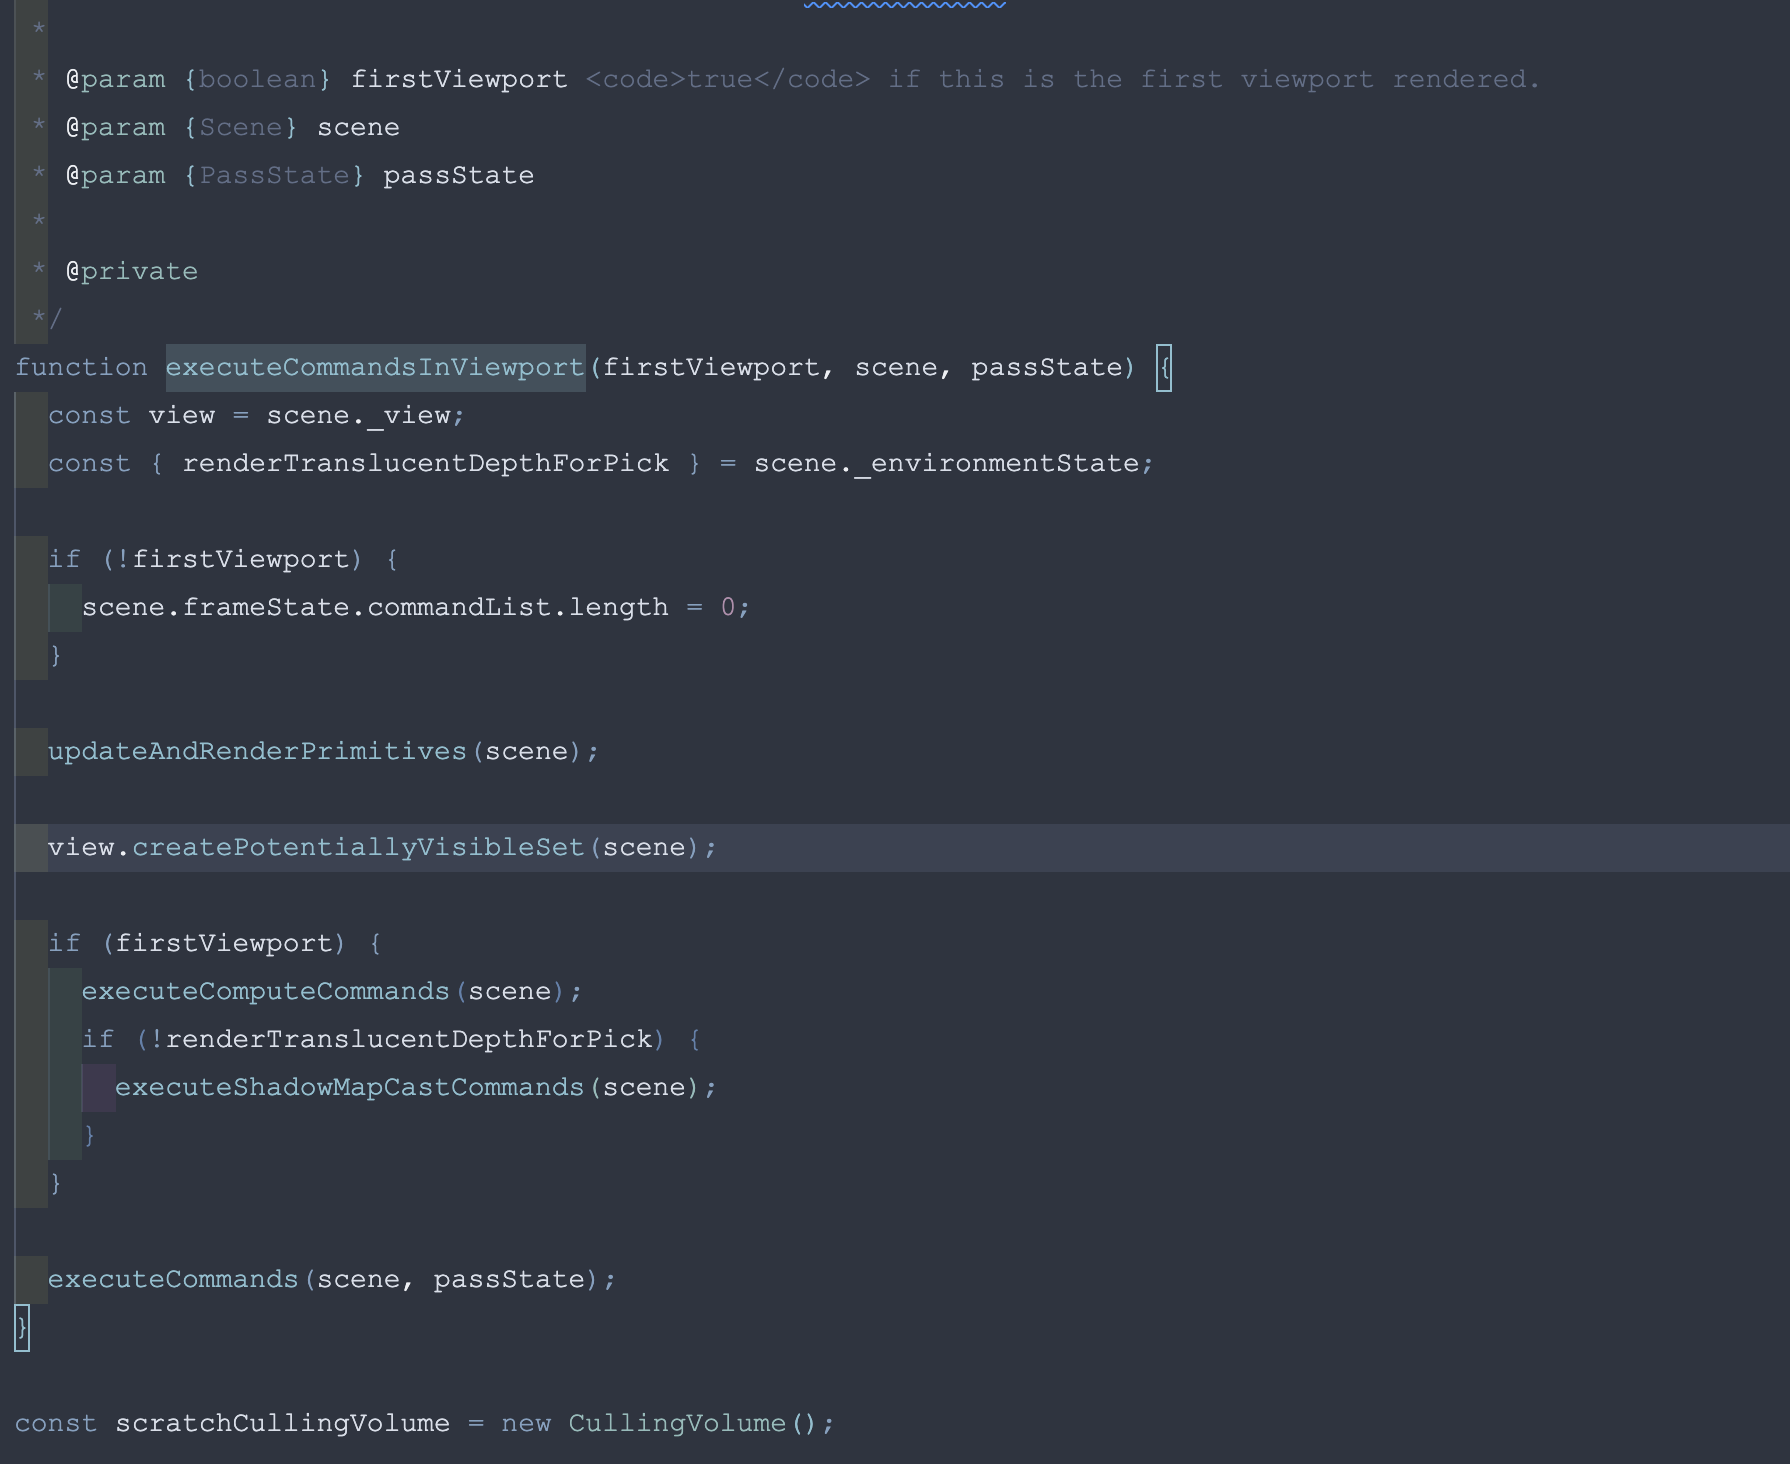 *
* @param {boolean} firstViewport <code>true</code> if this is the first viewport rendered.
* @param {Scene} scene
* @param {PassState} passState
*
* @private
*/
function executeCommandsInViewport(firstViewport, scene, passState) {
const view = scene._view;
const { renderTranslucentDepthForPick } = scene._environmentState;
if (!firstViewport) {
scene.frameState.commandList.length = 0;
}
updateAndRenderPrimitives(scene);
view.createPotentiallyVisibleSet(scene);
if (firstViewport) {
executeComputeCommands(scene);
if (!renderTranslucentDepthForPick) {
executeShadowMapCastCommands(scene);
}
}
executeCommands(scene, passState);
}
const scratchCullingVolume = new CullingVolume();